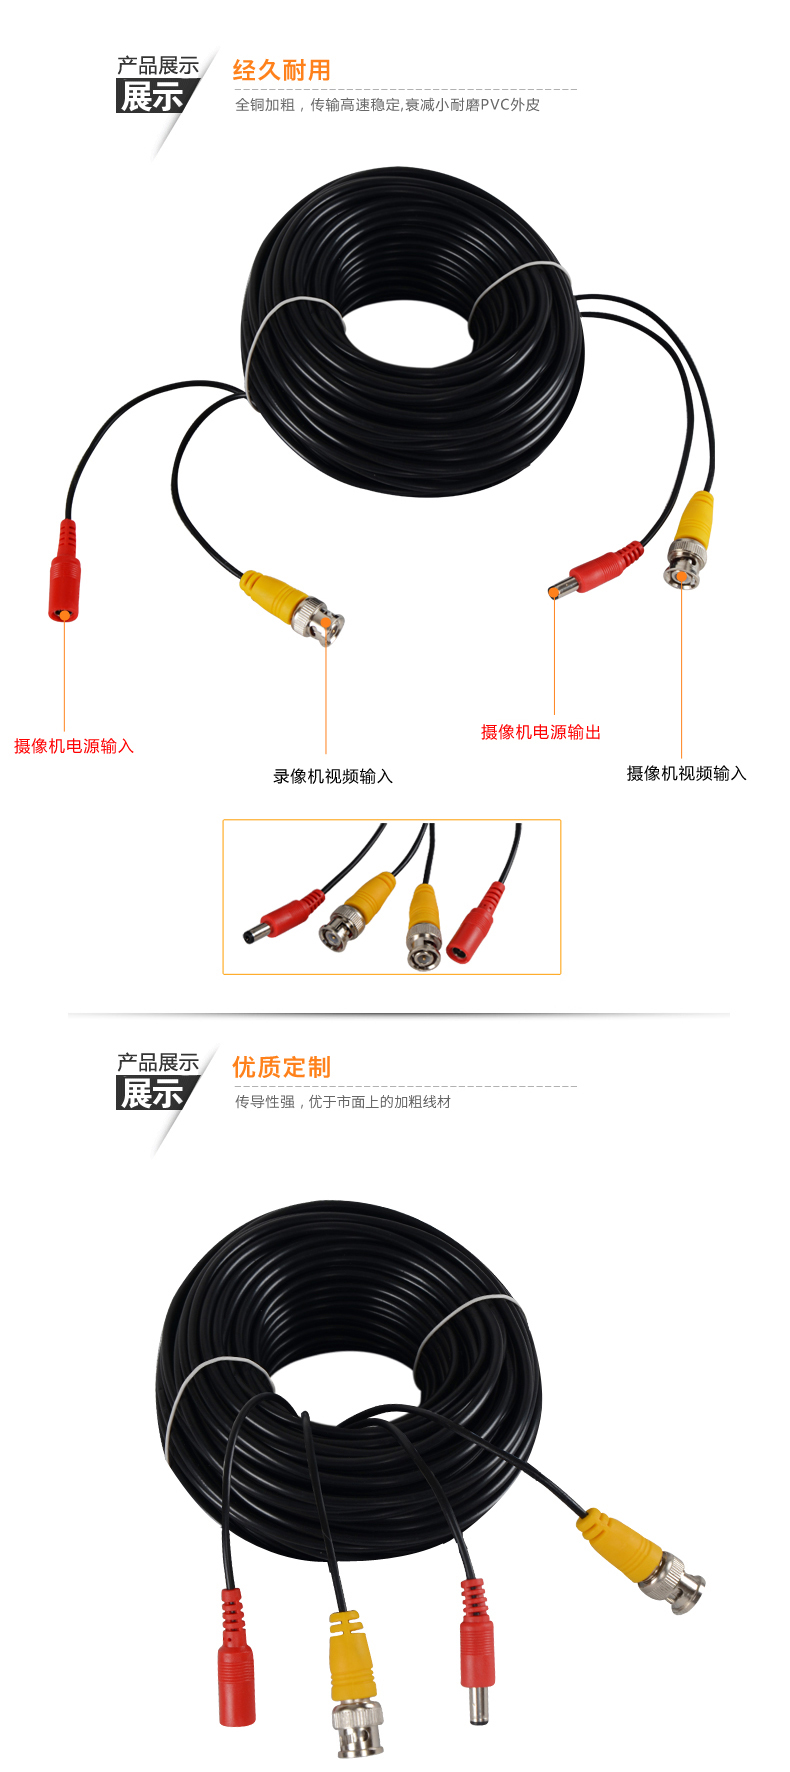 产品展示
展示
经久耐用
全铜加粗，传输高速稳定,衰减小耐磨PVC外皮
摄像机电源输入
录像机视频输入
摄像机电源输出
摄像机视频输入
产品展示
展示
优质定制
传导性强，优于市面上的加粗线材